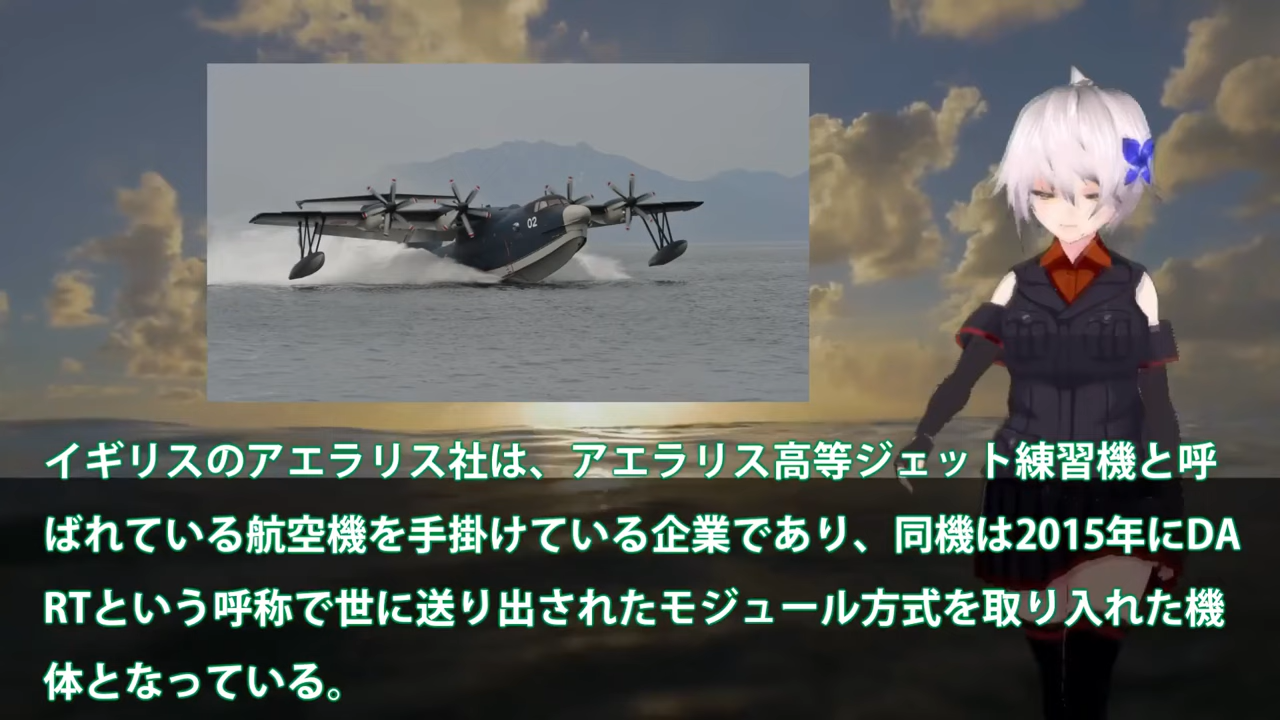 02
イギリスのアエラリス社は、アエラリス高等ジェット練習機と呼
ばれている航空機を手掛けている企業であり、同機は2015年にDA
RTという呼称で世に送り出されたモジュール方式を取り入れた機
体となっている。